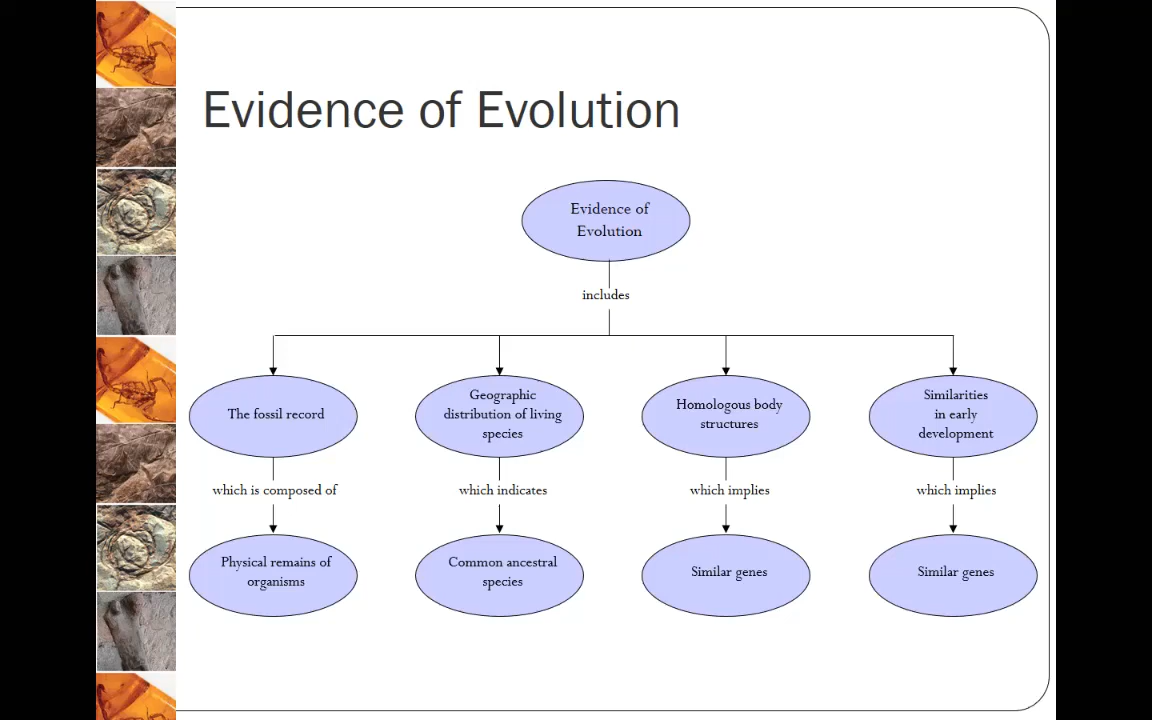 Evidence of Evolution
Evidence of
Evolution
includes
The fossil record
Geographic
distribution of living
species
Homologous body
structures
Similarities
in early
development
which is composed of
which indicates
which implies
which implies
Physical remains of
organisms
Common ancestral
species
Similar genes
Similar genes